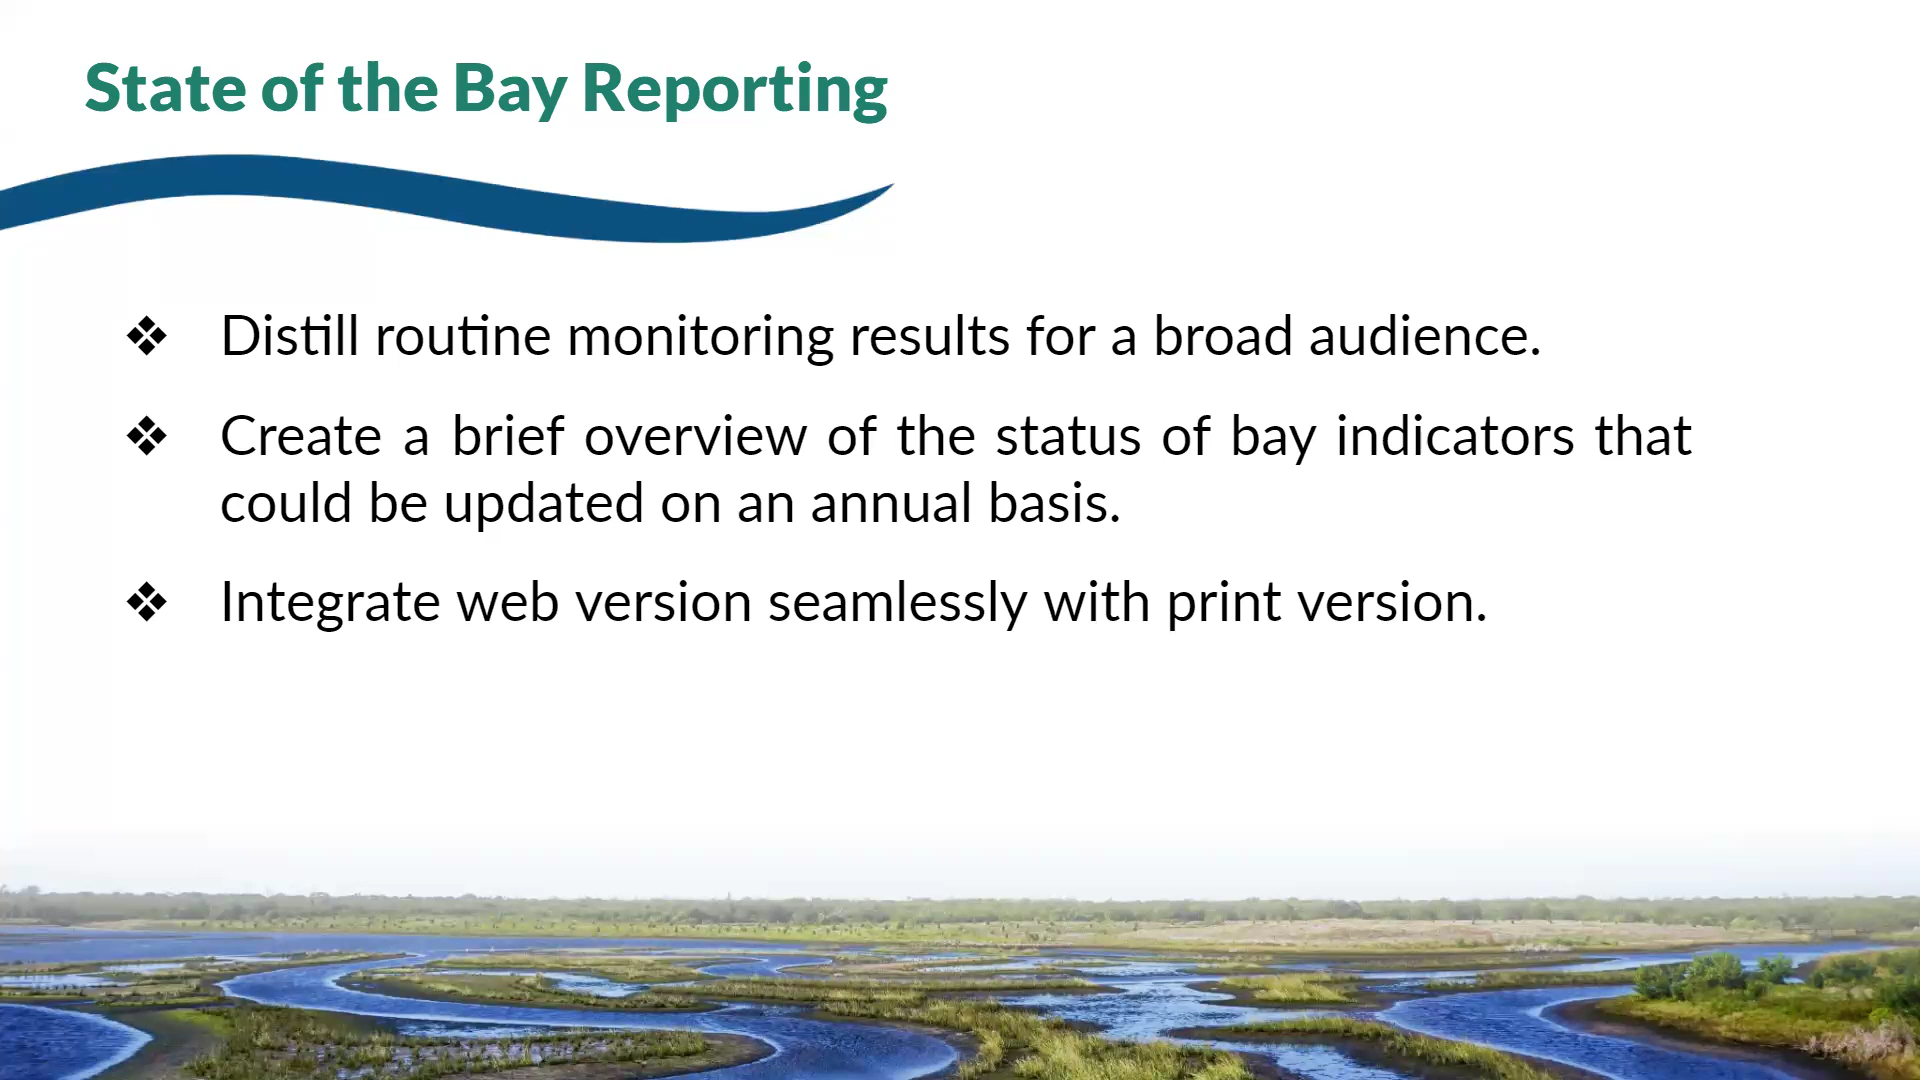 State of the Bay Reporting
❖ Distill routine monitoring results for a broad audience.
❖ Create a brief overview of the status of bay indicators that
could be updated on an annual basis.
❖ Integrate web version seamlessly with print version.